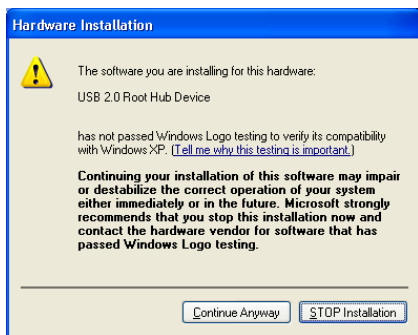 Hardware Installation
The software you are installing for this hardware:
USB 2.0 Root Hub Device
has not passed Windows Logo testing to verify its compatibility
with Windows XP. (Tell me why this testing is important.)
Continuing your installation of this software may impair
or destabilize the correct operation of your system
either immediately or in the future. Microsoft strongly
recommends that you stop this installation now and
contact the hardware vendor for software that has
passed Windows Logo testing.
Continue Anyway
STOP Installation